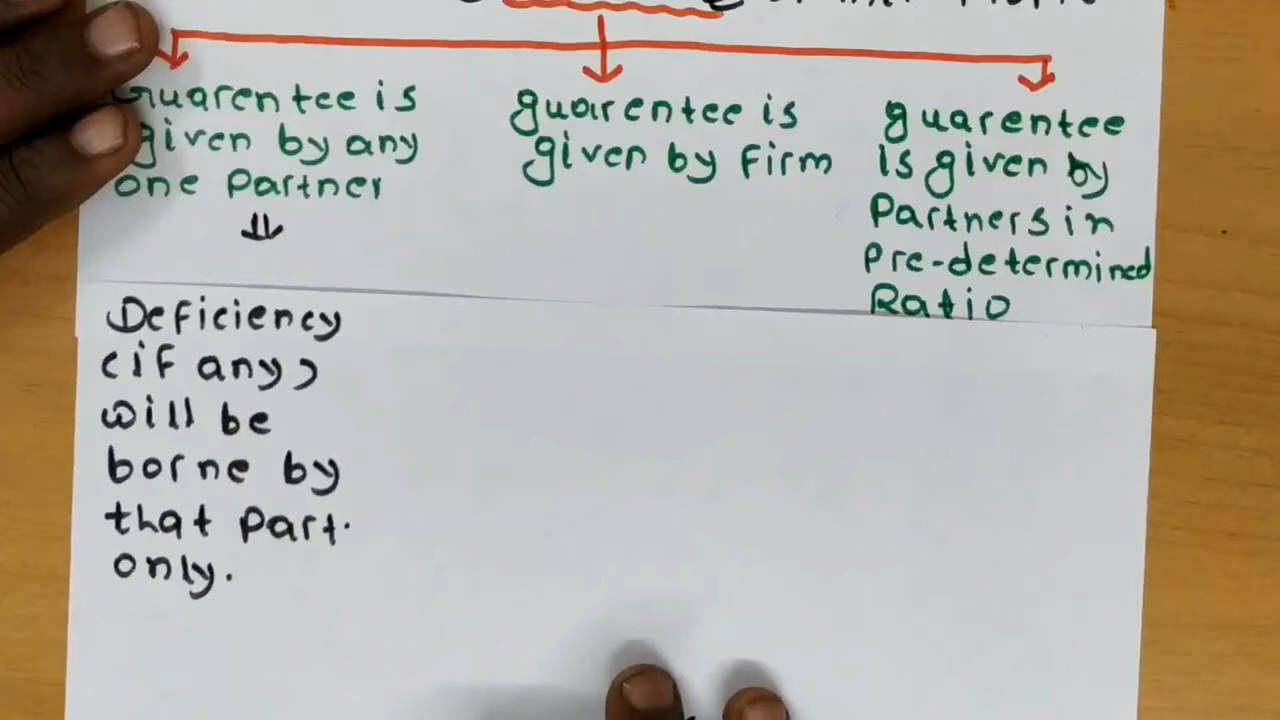 Guarentee is
given by any
one Partner
guarentee is
given by Firm
guarentee
is given by
Partners in
Pre-determined
Ratio
Deficiency
(if any)
will be
borne by
that Part.
only.